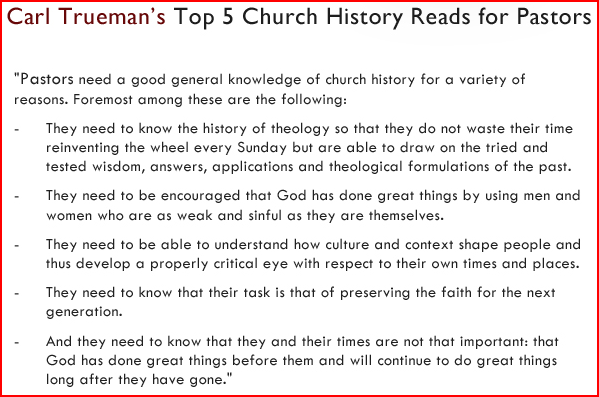 Carl Trueman's Top 5 Church History Reads for Pastors
"Pastors need a good general knowledge of church history for a variety of
reasons. Foremost among these are the following:
- They need to know the history of theology so that they do not waste their time
reinventing the wheel every Sunday but are able to draw on the tried and
tested wisdom, answers, applications and theological formulations of the past.
- They need to be encouraged that God has done great things by using men and
women who are as weak and sinful as they are themselves.
- They need to be able to understand how culture and context shape people and
thus develop a properly critical eye with respect to their own times and places.
- They need to know that their task is that of preserving the faith for the next
generation.
- And they need to know that they and their times are not that important: that
God has done great things before them and will continue to do great things
long after they have gone."